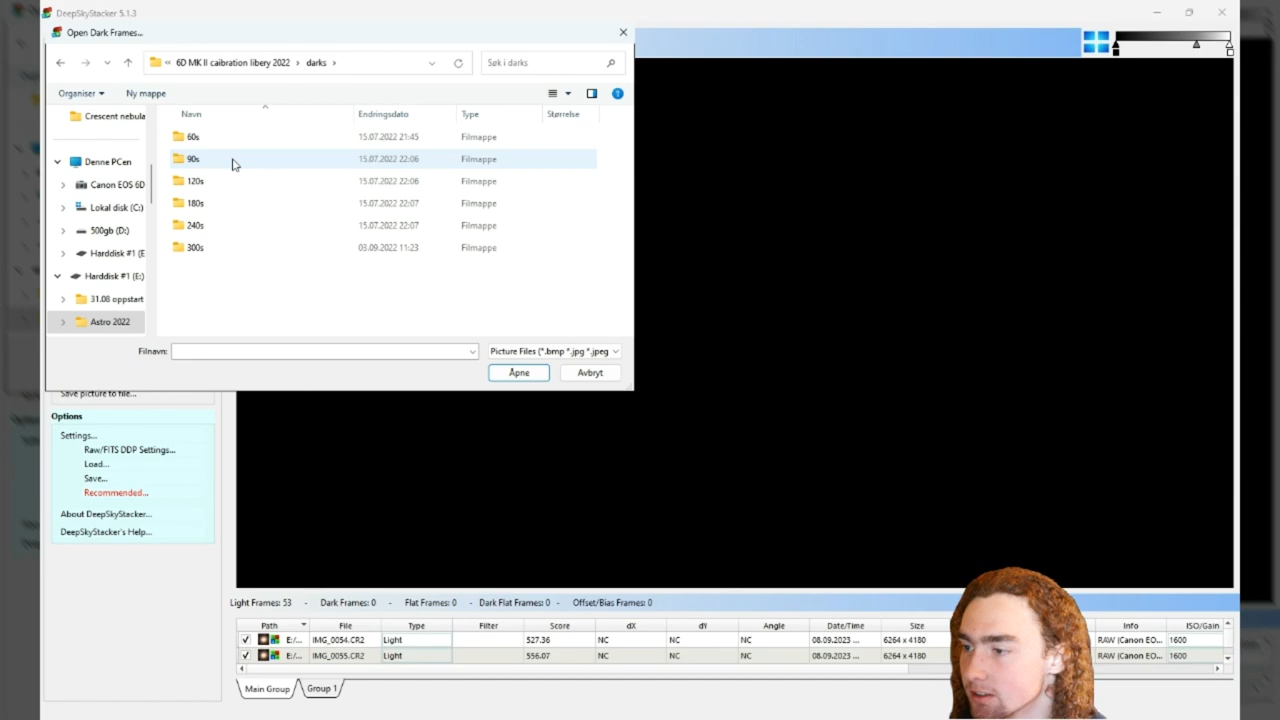 DeepSkyStacker 5.1.3
Open Dark Frames...
« 6D MK II caibration libery 2022 › darks ›
Søk i darks
Organiser Ny mappe
Navn Endringsdato Type Størrelse
Crescent nebula
Denne PCen
Canon EOS 6D
Lokal disk (C:)
500gb (D:)
Harddisk #1 (E
Harddisk #1 (E:)
31.08 oppstart
Astro 2022
60s 15.07.2022 21:45 Filmappe
90s 15.07.2022 22:06 Filmappe
120s 15.07.2022 22:06 Filmappe
180s 15.07.2022 22:07 Filmappe
240s 15.07.2022 22:07 Filmappe
300s 03.09.2022 11:23 Filmappe
Filnavn: Picture Files (*.bmp *.jpg *.jpeg
Åpne Avbryt
Save picture to file...
Options
Settings...
Raw/FITS DDP Settings...
Load...
Save...
Recommended...
About DeepSkyStacker...
DeepSkyStacker's Help...
Light Frames: 53 - Dark Frames: 0 - Flat Frames: 0 - Dark Flat Frames: 0 - Offset/Bias Frames: 0
Path File Type Filter Score dX dY Angle Date/Time Size Info ISO/Gain
E:/... IMG_0054.CR2 Light 527.36 NC NC NC 08.09.2023 ... 6264 x 4180 RAW (Canon EO... 1600
E:/... IMG_0055.CR2 Light 556.07 NC NC NC 08.09.2023 ... 6264 x 4180 RAW (Canon EO... 1600
Main Group Group 1